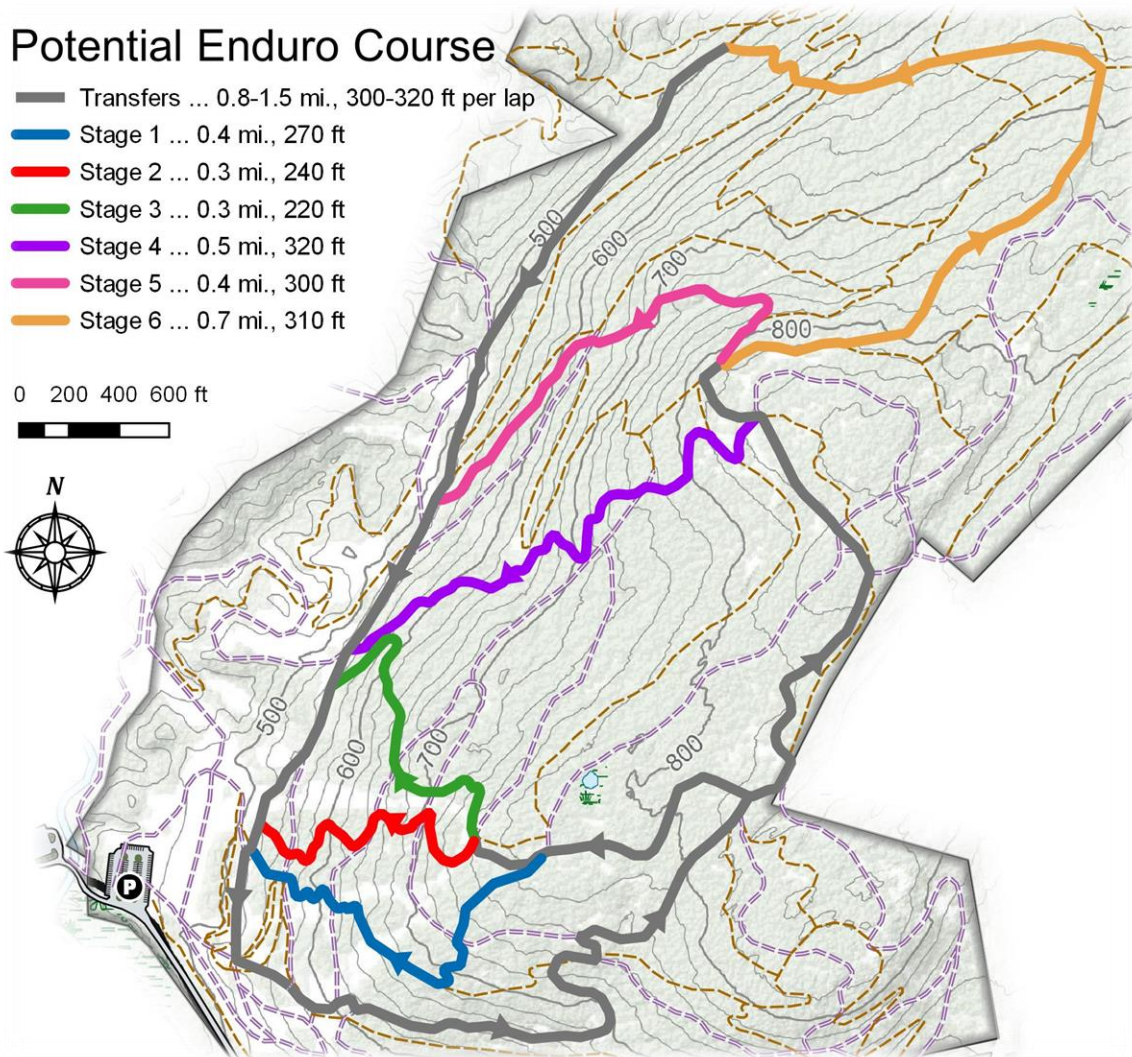 Potential Enduro Course
Transfers ... 0.8-1.5 mi., 300-320 ft per lap
Stage 1 ... 0.4 mi., 270 ft
Stage 2 ... 0.3 mi., 240 ft
Stage 3 ... 0.3 mi., 220 ft
Stage 4 ... 0.5 mi., 320 ft
Stage 5 ... 0.4 mi., 300 ft
Stage 6 ... 0.7 mi., 310 ft
0 200 400 600 ft
N
500
600
700
800
500
600
700
800
P